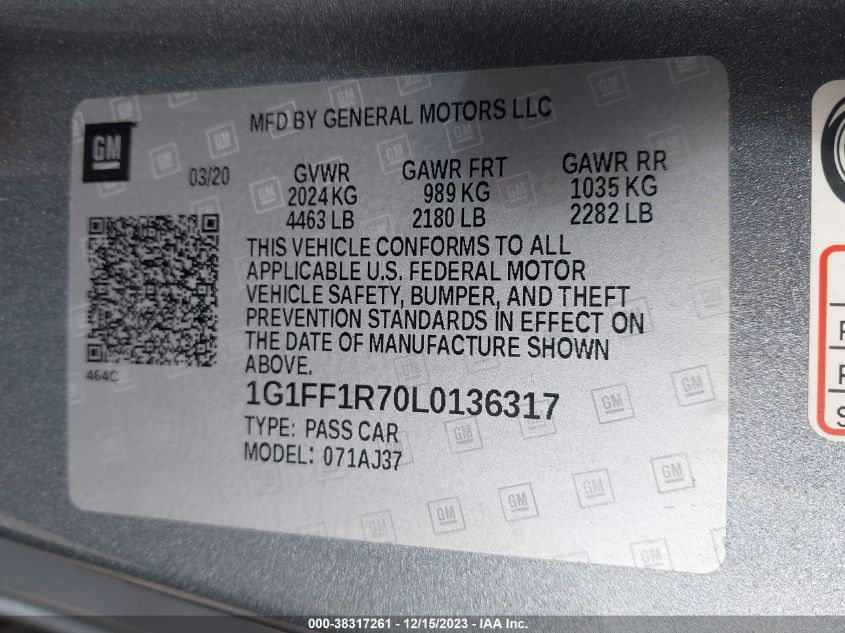 MFD BY GENERAL MOTORS LLC
GM
03/20
GVWR GAWR FRT GAWR RR
2024 KG 989 KG 1035 KG
4463 LB 2180 LB 2282 LB
THIS VEHICLE CONFORMS TO ALL
APPLICABLE U.S. FEDERAL MOTOR
VEHICLE SAFETY, BUMPER, AND THEFT
PREVENTION STANDARDS IN EFFECT ON
THE DATE OF MANUFACTURE SHOWN
ABOVE.
464C
1G1FF1R70L0136317
TYPE: PASS CAR
MODEL: 071AJ37
000-38317261 - 12/15/2023 - IAA Inc.